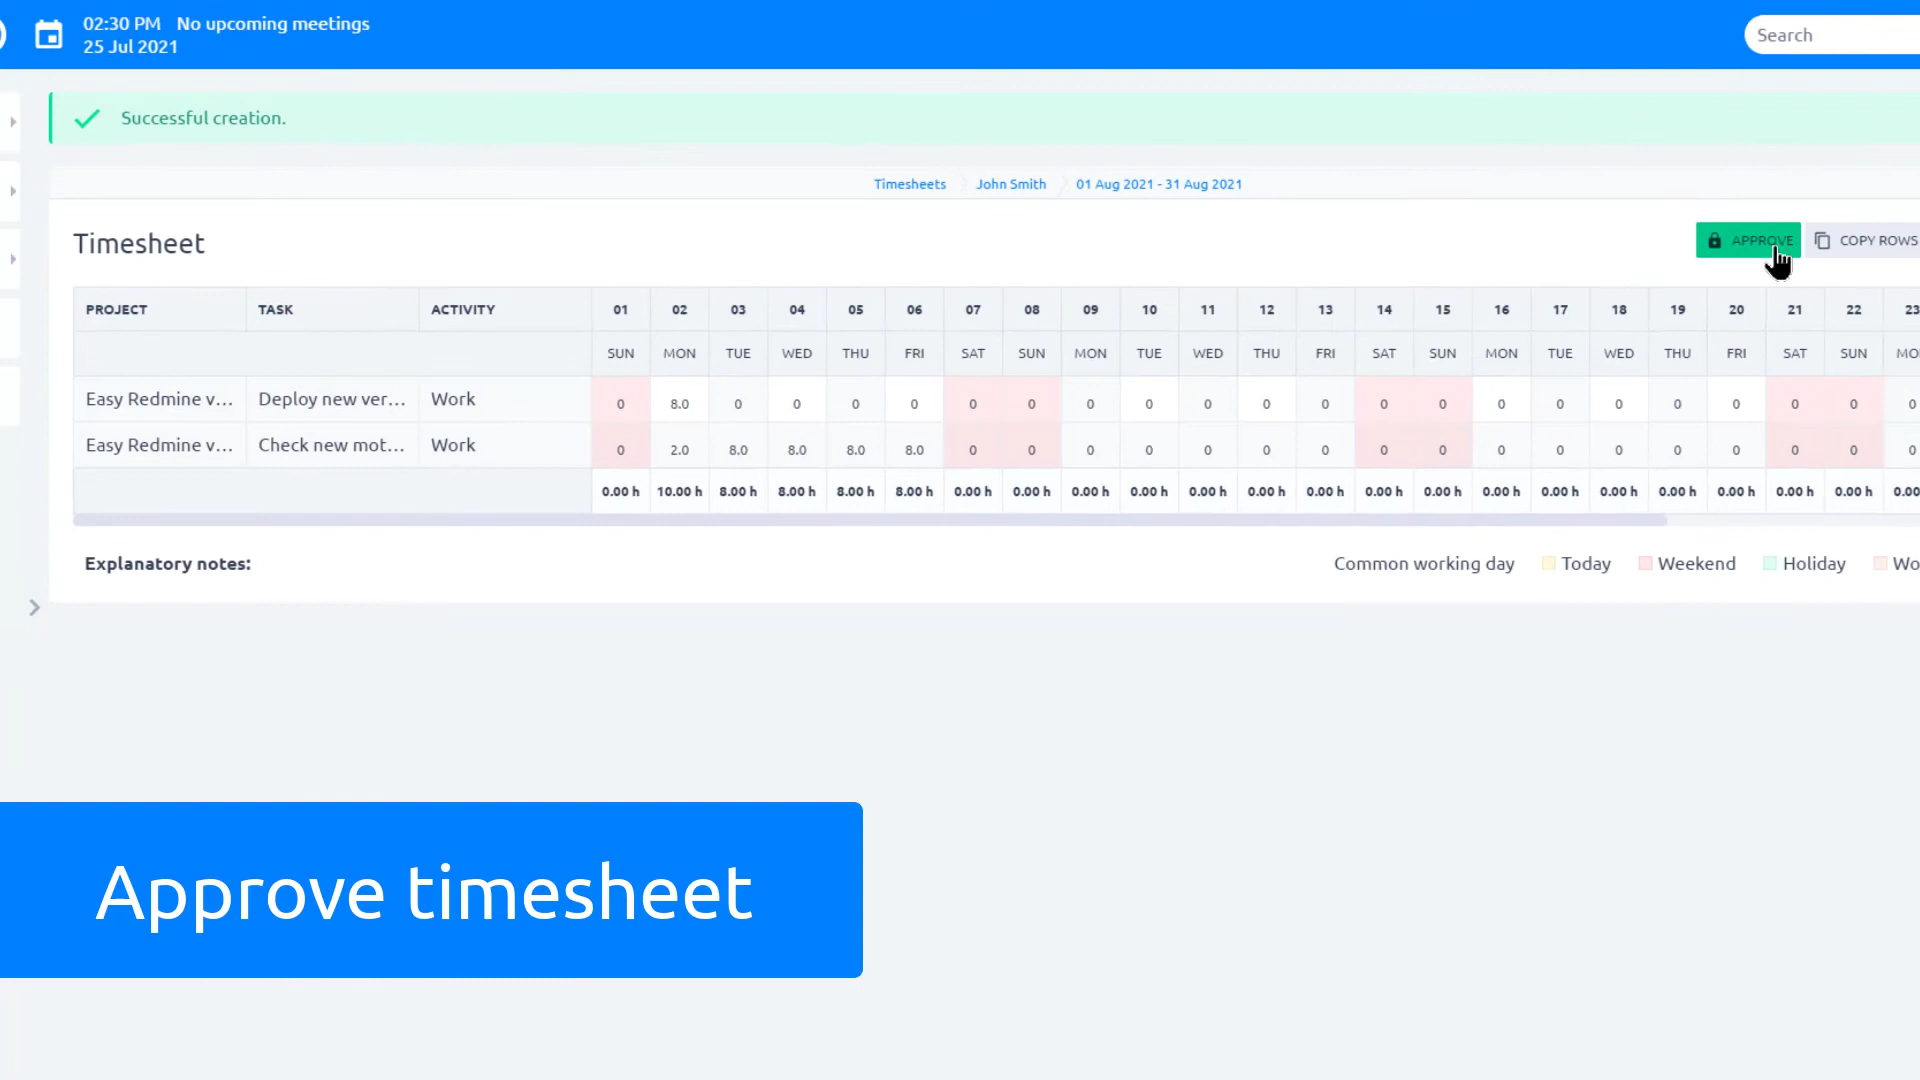 02:30 PM No upcoming meetings
25 Jul 2021
Search
Successful creation.
Timesheets John Smith 01 Aug 2021 - 31 Aug 2021
Timesheet
APPROVE COPY ROWS
PROJECT TASK ACTIVITY 01 02 03 04 05 06 07 08 09 10 11 12 13 14 15 16 17 18 19 20 21 22 23
SUN MON TUE WED THU FRI SAT SUN MON TUE WED THU FRI SAT SUN MON TUE WED THU FRI SAT SUN MO
Easy Redmine v... Deploy new ver... Work 0 8.0 0 0 0 0 0 0 0 0 0 0 0 0 0 0 0 0 0 0 0 0 0
Easy Redmine v... Check new mot... Work 0 2.0 8.0 8.0 8.0 8.0 0 0 0 0 0 0 0 0 0 0 0 0 0 0 0 0 0
0.00 h 10.00 h 8.00 h 8.00 h 8.00 h 8.00 h 0.00 h 0.00 h 0.00 h 0.00 h 0.00 h 0.00 h 0.00 h 0.00 h 0.00 h 0.00 h 0.00 h 0.00 h 0.00 h 0.00 h 0.00 h 0.00 h 0.00
Explanatory notes: Common working day Today Weekend Holiday Wo
Approve timesheet